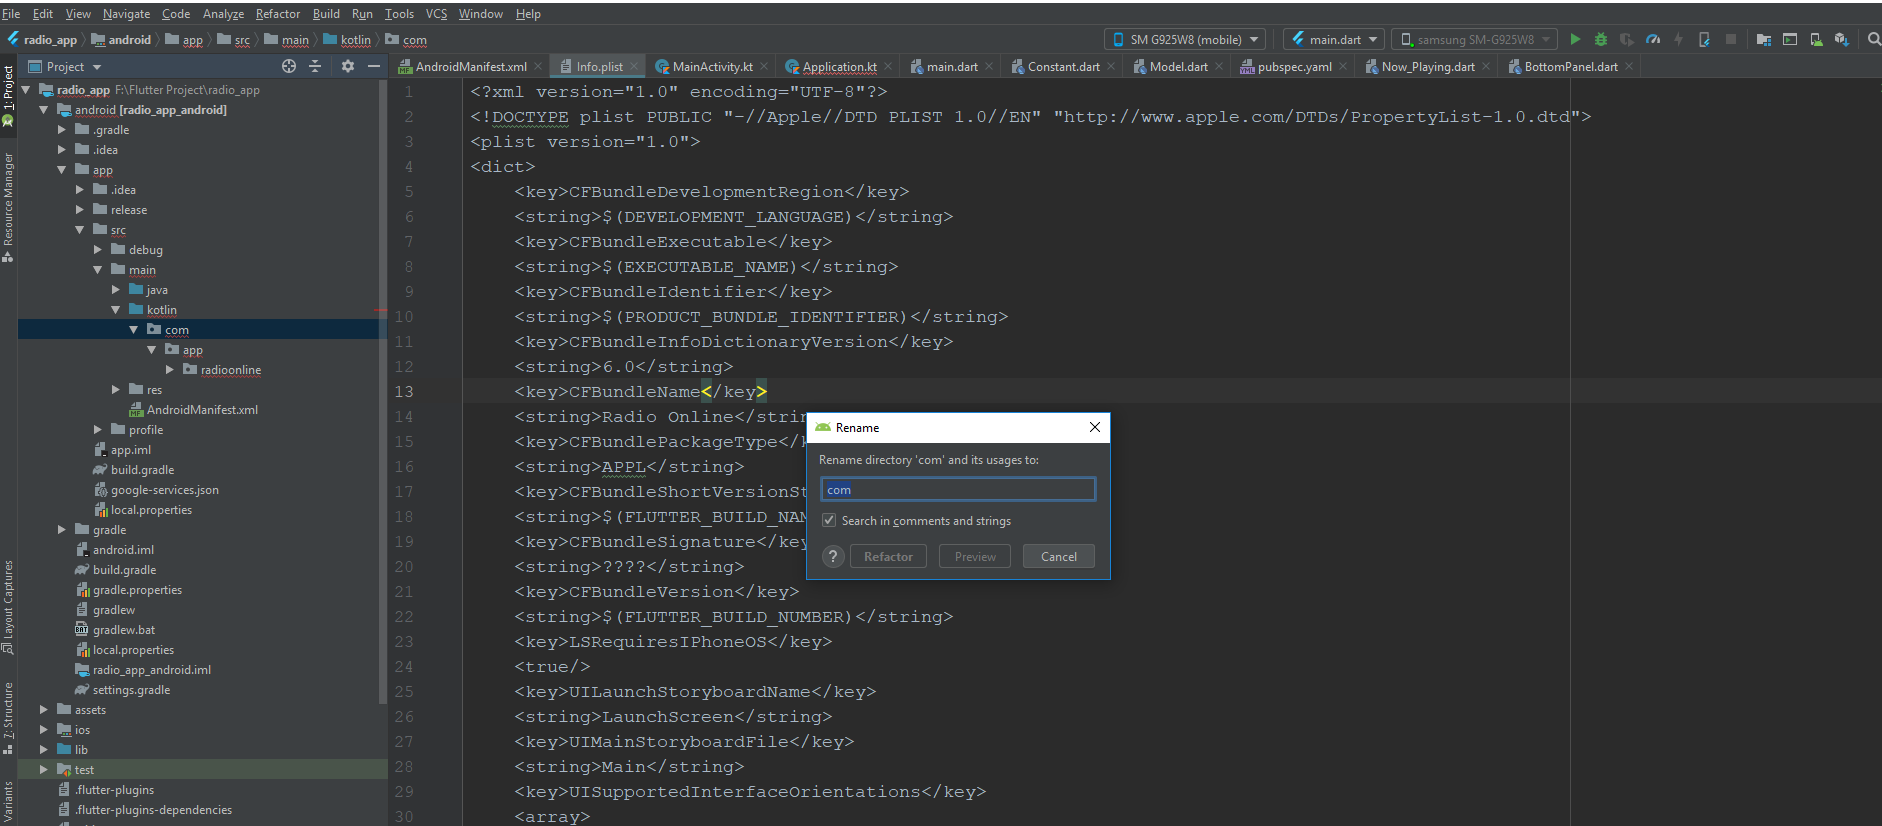 File Edit View Navigate Code Analyze Refactor Build Run Tools VCS Window Help
radio_app android app src main kotlin com SM G925W8 (mobile) main.dart samsung SM-G925W8
Project AndroidManifest.xml Info.plist MainActivity.kt Application.kt main.dart Constant.dart Model.dart pubspec.yaml Now_Playing.dart BottomPanel.dart
1: Project
Resource Manager
Layout Captures
7: Structure
Variants
radio_app F:\Flutter Project\radio_app
android [radio_app_android]
.gradle
.idea
app
.idea
release
src
debug
main
java
kotlin
com
app
radioonline
res
AndroidManifest.xml
profile
app.iml
build.gradle
google-services.json
local.properties
gradle
android.iml
build.gradle
gradle.properties
gradlew
gradlew.bat
local.properties
radio_app_android.iml
settings.gradle
assets
ios
lib
test
.flutter-plugins
.flutter-plugins-dependencies
1 <?xml version="1.0" encoding="UTF-8"?>
2 <!DOCTYPE plist PUBLIC "-//Apple//DTD PLIST 1.0//EN" "http://www.apple.com/DTDs/PropertyList-1.0.dtd">
3 <plist version="1.0">
4 <dict>
5 <key>CFBundleDevelopmentRegion</key>
6 <string>$(DEVELOPMENT_LANGUAGE)</string>
7 <key>CFBundleExecutable</key>
8 <string>$(EXECUTABLE_NAME)</string>
9 <key>CFBundleIdentifier</key>
10 <string>$(PRODUCT_BUNDLE_IDENTIFIER)</string>
11 <key>CFBundleInfoDictionaryVersion</key>
12 <string>6.0</string>
13 <key>CFBundleName</key>
14 <string>Radio Online</strin
15 <key>CFBundlePackageType</k
16 <string>APPL</string>
17 <key>CFBundleShortVersionSt
18 <string>$(FLUTTER_BUILD_NAM
19 <key>CFBundleSignature</key
20 <string>????</string>
21 <key>CFBundleVersion</key>
22 <string>$(FLUTTER_BUILD_NUMBER)</string>
23 <key>LSRequiresIPhoneOS</key>
24 <true/>
25 <key>UILaunchStoryboardName</key>
26 <string>LaunchScreen</string>
27 <key>UIMainStoryboardFile</key>
28 <string>Main</string>
29 <key>UISupportedInterfaceOrientations</key>
30 <array>
Rename
Rename directory 'com' and its usages to:
com
Search in comments and strings
? Refactor Preview Cancel